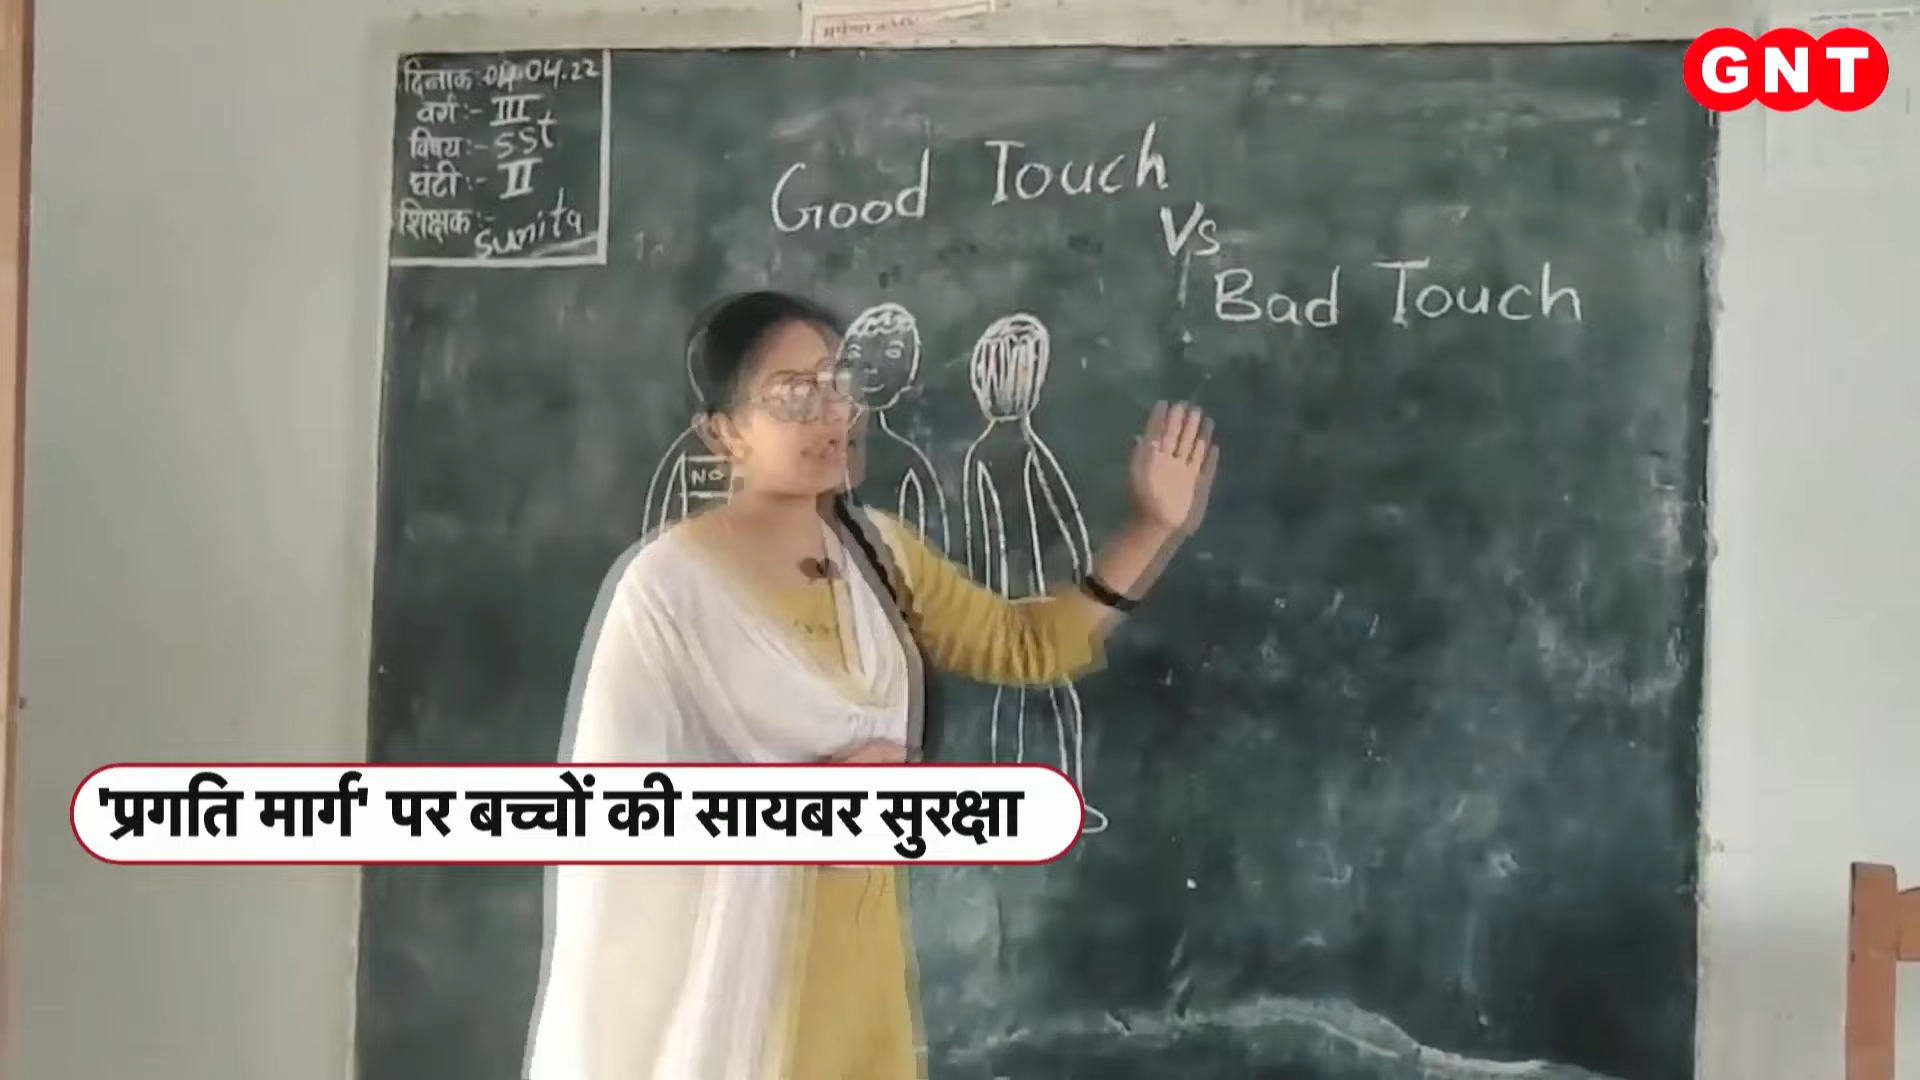 GNT
दिनाक:-04.04.22
वर्ग:- III
विषय:- SSt
घंटी:- II
शिक्षक:- Sunita
Good Touch
Vs
Bad Touch
NO
'प्रगति मार्ग' पर बच्चों की सायबर सुरक्षा